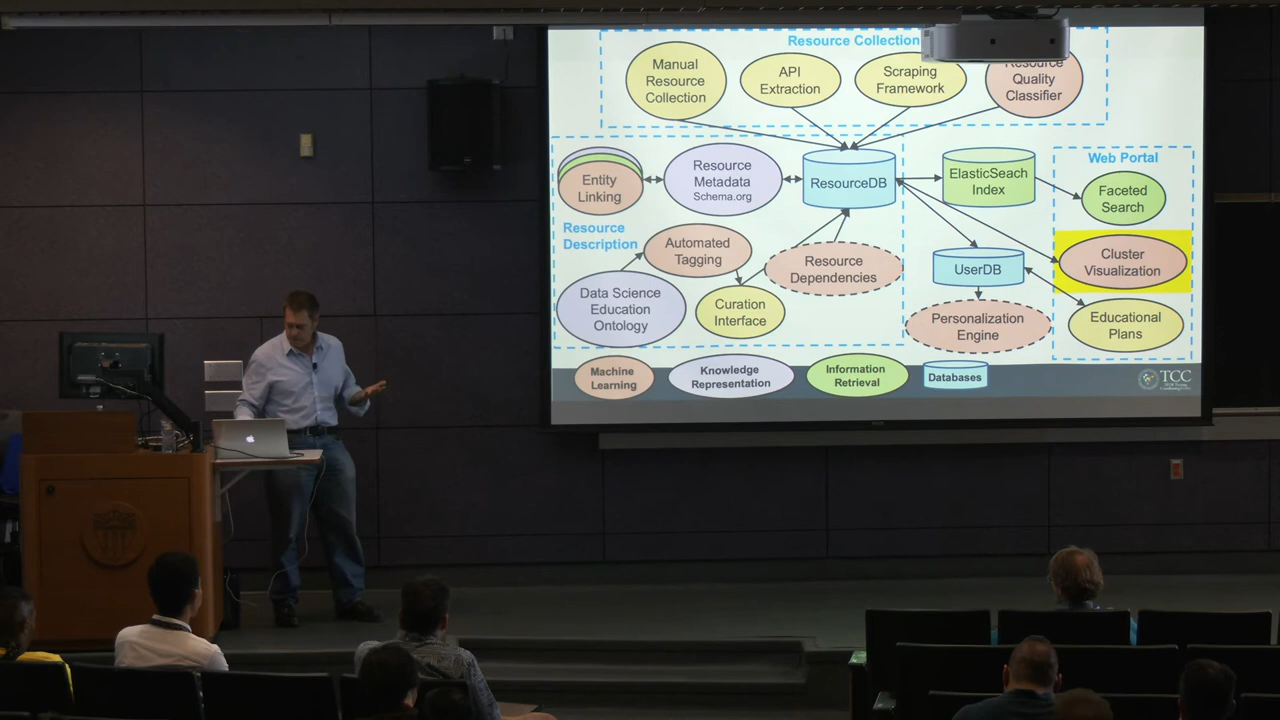 Resource Collection
Manual
Resource
Collection
API
Extraction
Scraping
Framework
Resource
Quality
Classifier
Entity
Linking
Resource
Metadata
Schema.org
ResourceDB
ElasticSeach
Index
Web Portal
Faceted
Search
Resource
Description
Automated
Tagging
Resource
Dependencies
UserDB
Cluster
Visualization
Data Science
Education
Ontology
Curation
Interface
Personalization
Engine
Educational
Plans
Machine
Learning
Knowledge
Representation
Information
Retrieval
Databases
TCC